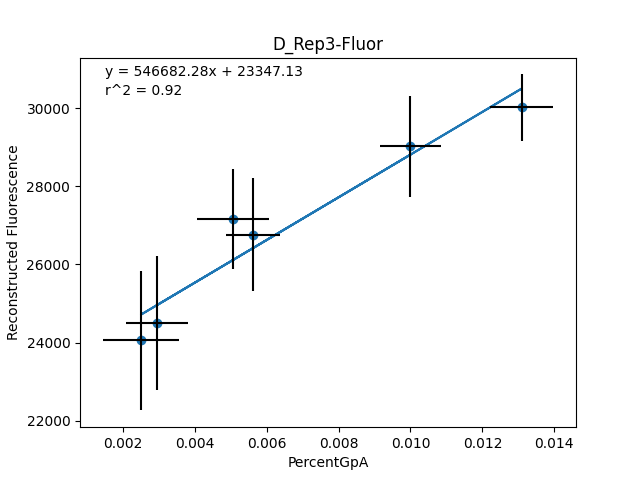 D_Rep3-Fluor
y = 546682.28x + 23347.13
r^2 = 0.92
Reconstructed Fluorescence
30000
28000
26000
24000
22000
0.002 0.004 0.006 0.008 0.010 0.012 0.014
PercentGpA